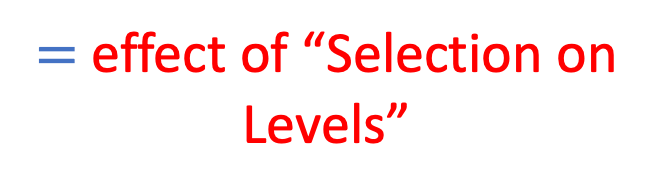 = effect of “Selection on
Levels”